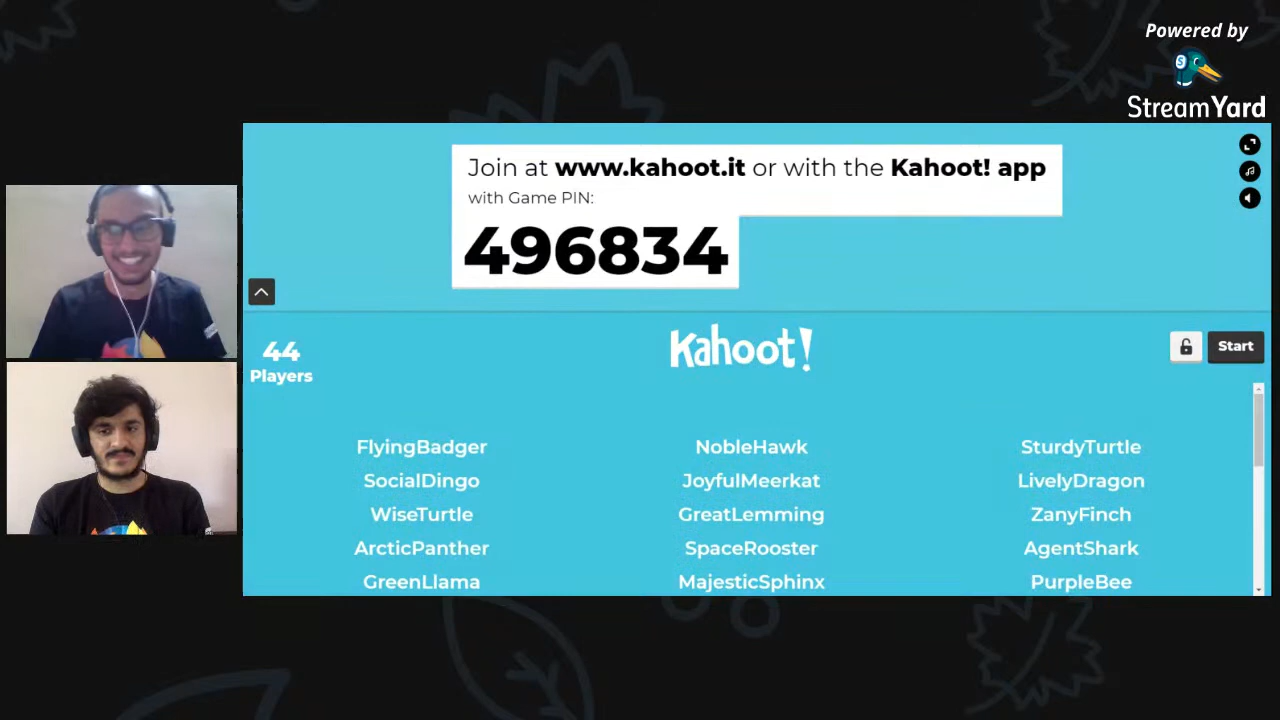 Powered by
StreamYard
Join at www.kahoot.it or with the Kahoot! app
with Game PIN:
496834
44
Players
Kahoot!
Start
FlyingBadger NobleHawk SturdyTurtle
SocialDingo JoyfulMeerkat LivelyDragon
WiseTurtle GreatLemming ZanyFinch
ArcticPanther SpaceRooster AgentShark
GreenLlama MajesticSphinx PurpleBee